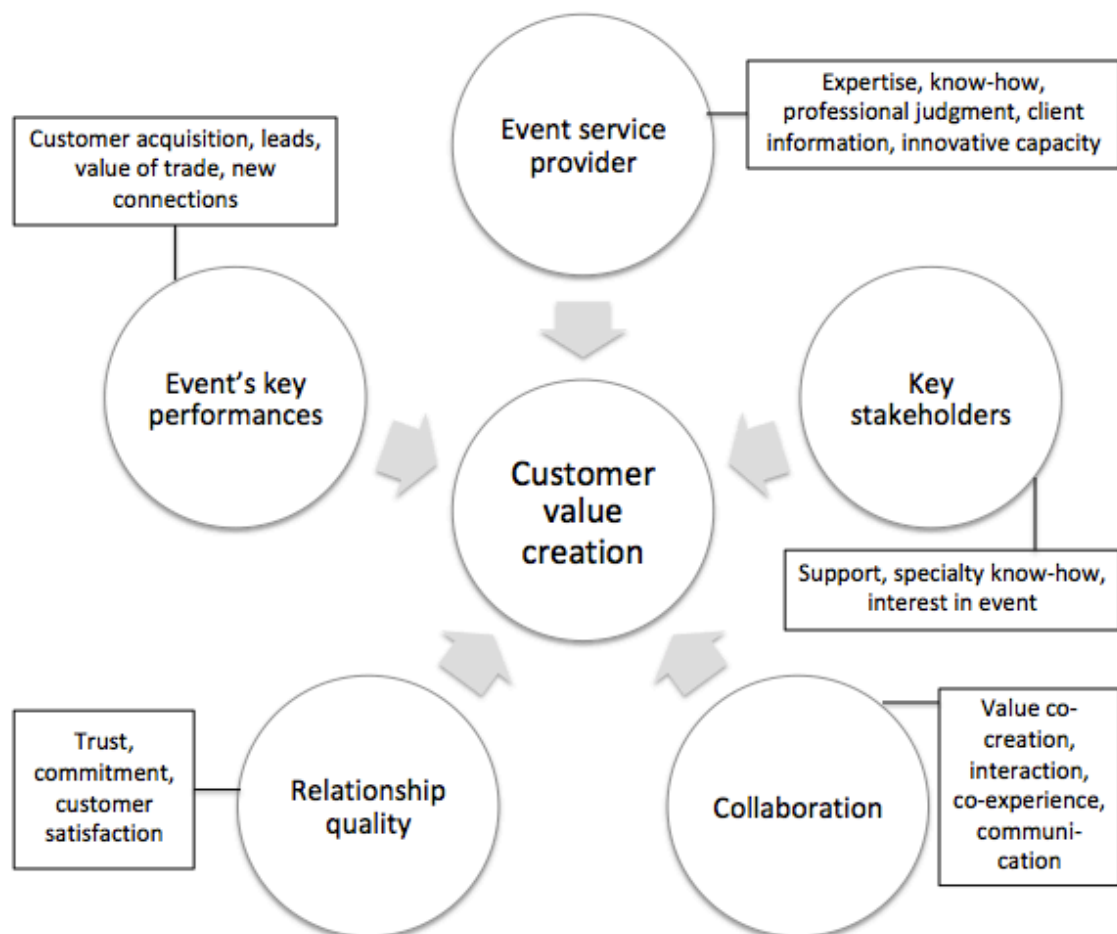 Event service
provider
Expertise, know-how,
professional judgment, client
information, innovative capacity
Customer acquisition, leads,
value of trade, new
connections
Event’s key
performances
Key
stakeholders
Customer
value
creation
Support, specialty know-how,
interest in event
Trust,
commitment,
customer
satisfaction
Relationship
quality
Collaboration
Value co-
creation,
interaction,
co-experience,
communi-
cation